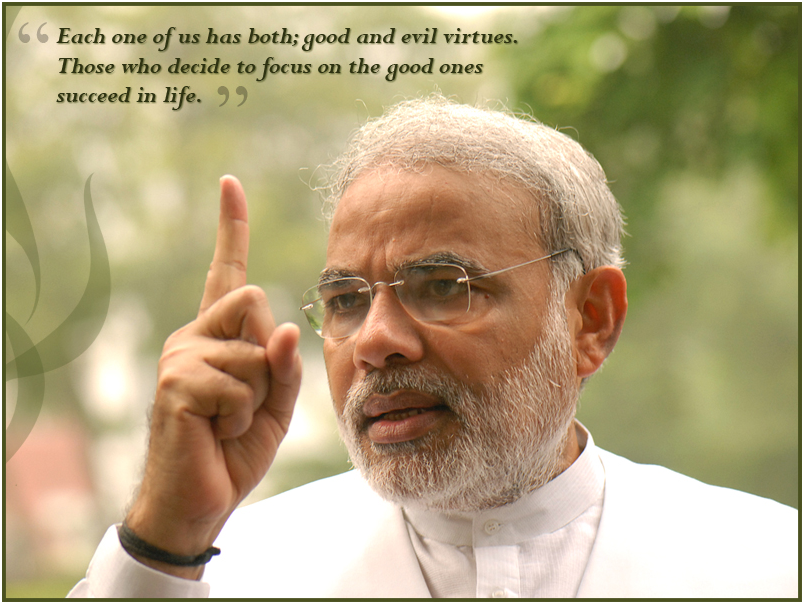 “ Each one of us has both; good and evil virtues.
Those who decide to focus on the good ones
succeed in life. ”